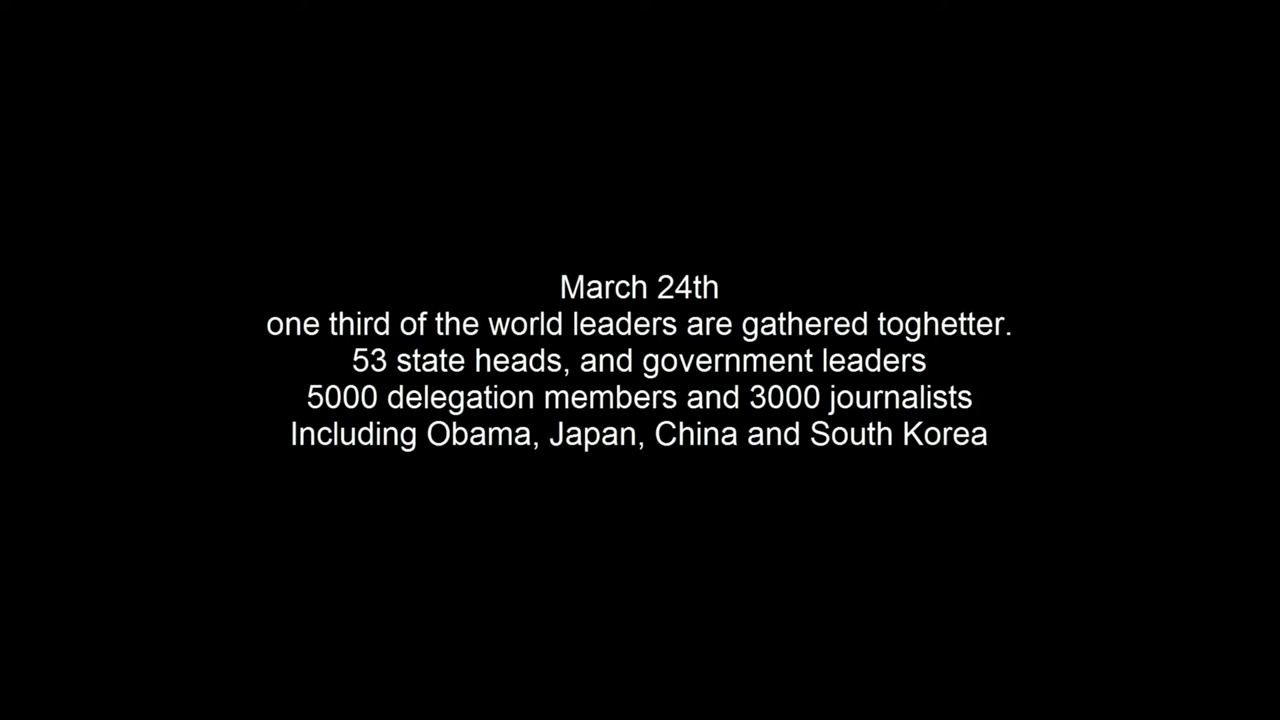 March 24th
one third of the world leaders are gathered toghetter.
53 state heads, and government leaders
5000 delegation members and 3000 journalists
Including Obama, Japan, China and South Korea